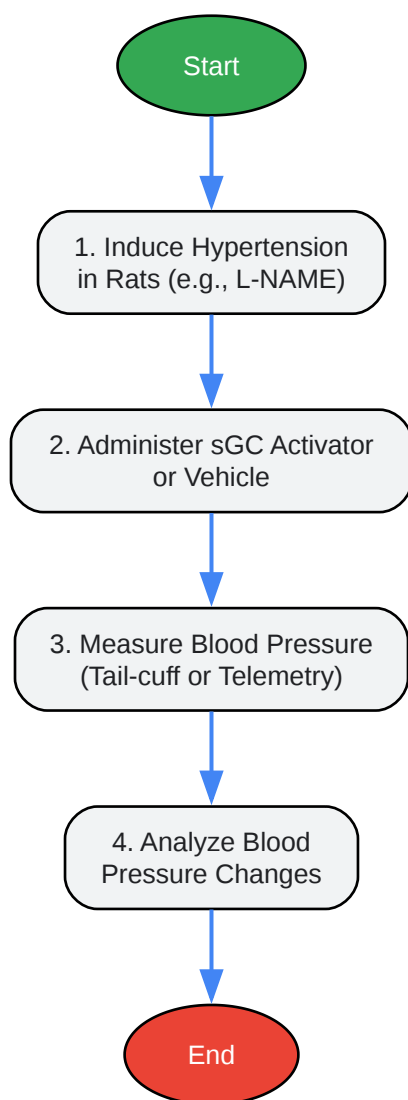 Start
1. Induce Hypertension
in Rats (e.g., L-NAME)
2. Administer sGC Activator
or Vehicle
3. Measure Blood Pressure
(Tail-cuff or Telemetry)
4. Analyze Blood
Pressure Changes
End